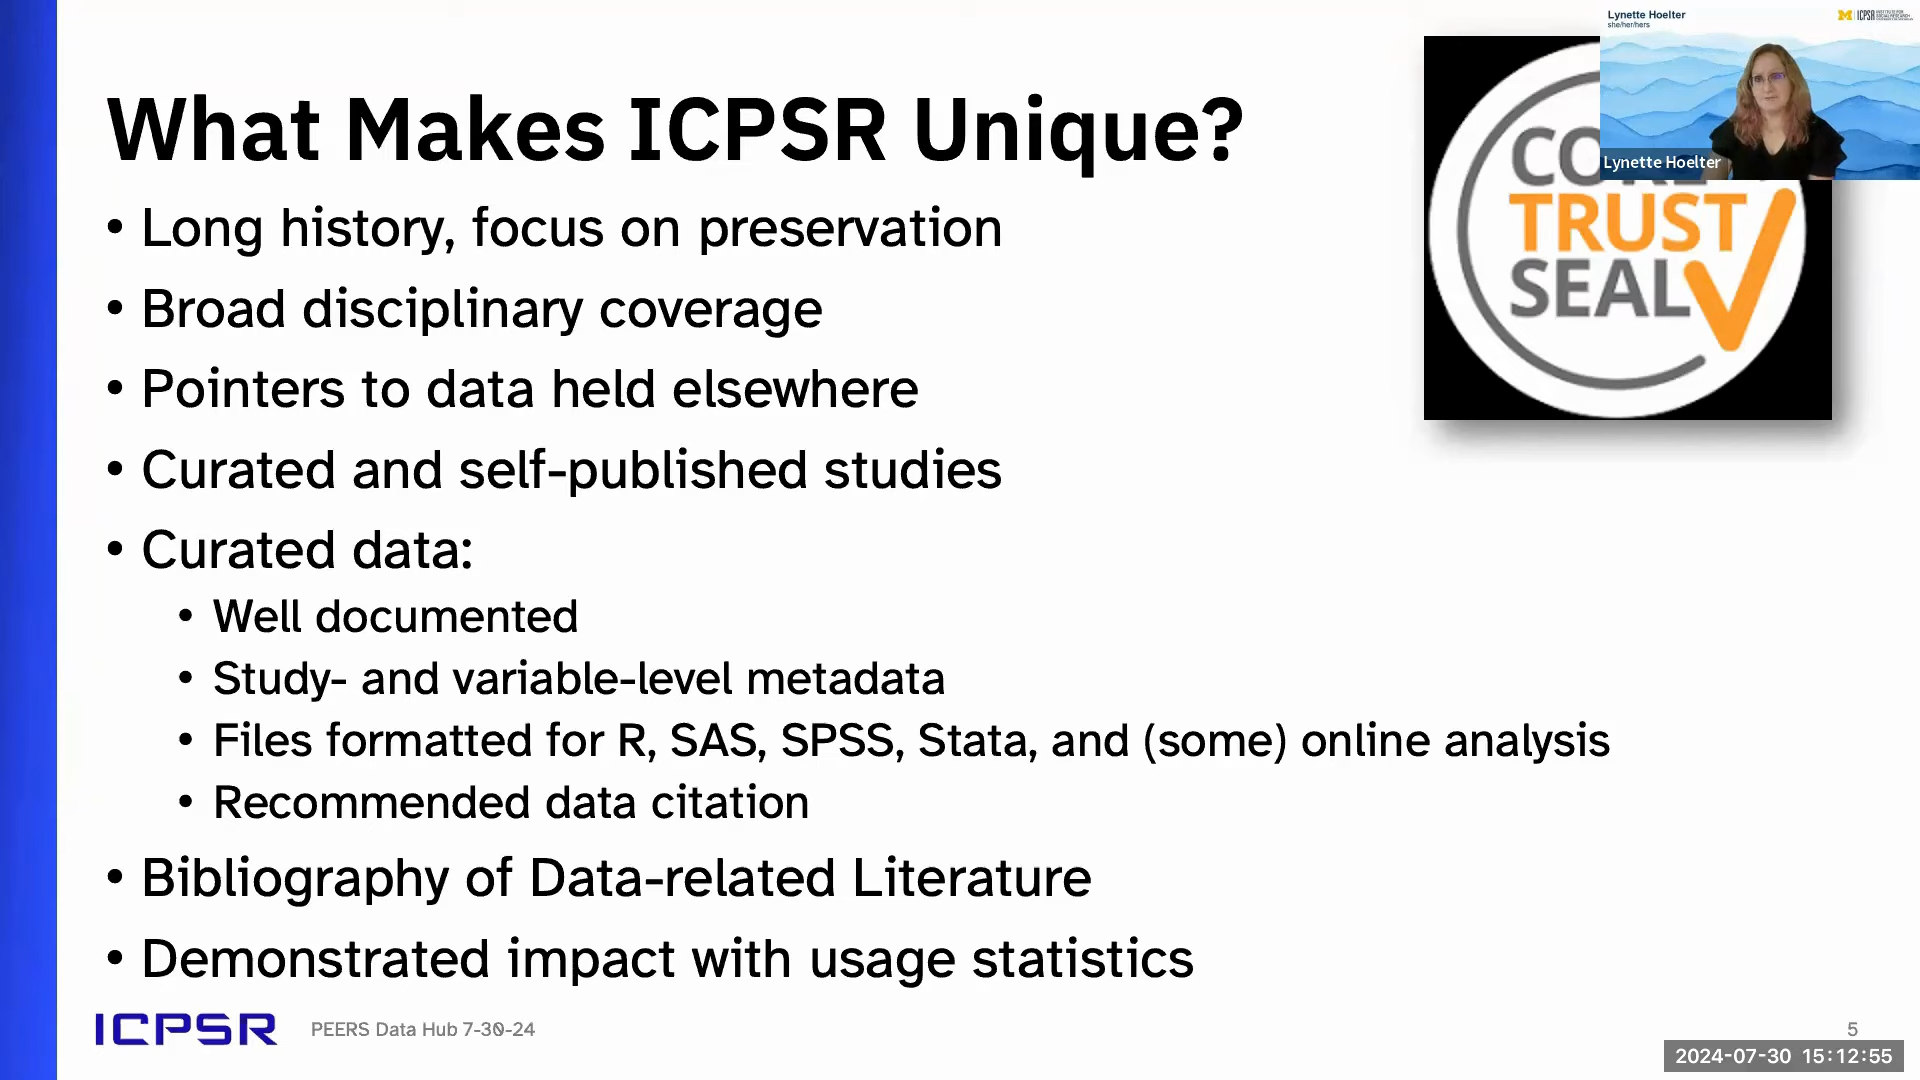 Lynette Hoelter
she/her/hers
M ICPSR
What Makes ICPSR Unique?
Lynette Hoelter
TRUST
SEAL
• Long history, focus on preservation
• Broad disciplinary coverage
• Pointers to data held elsewhere
• Curated and self-published studies
• Curated data:
• Well documented
• Study- and variable-level metadata
• Files formatted for R, SAS, SPSS, Stata, and (some) online analysis
• Recommended data citation
• Bibliography of Data-related Literature
• Demonstrated impact with usage statistics
ICPSR PEERS Data Hub 7-30-24 5
2024-07-30 15:12:55